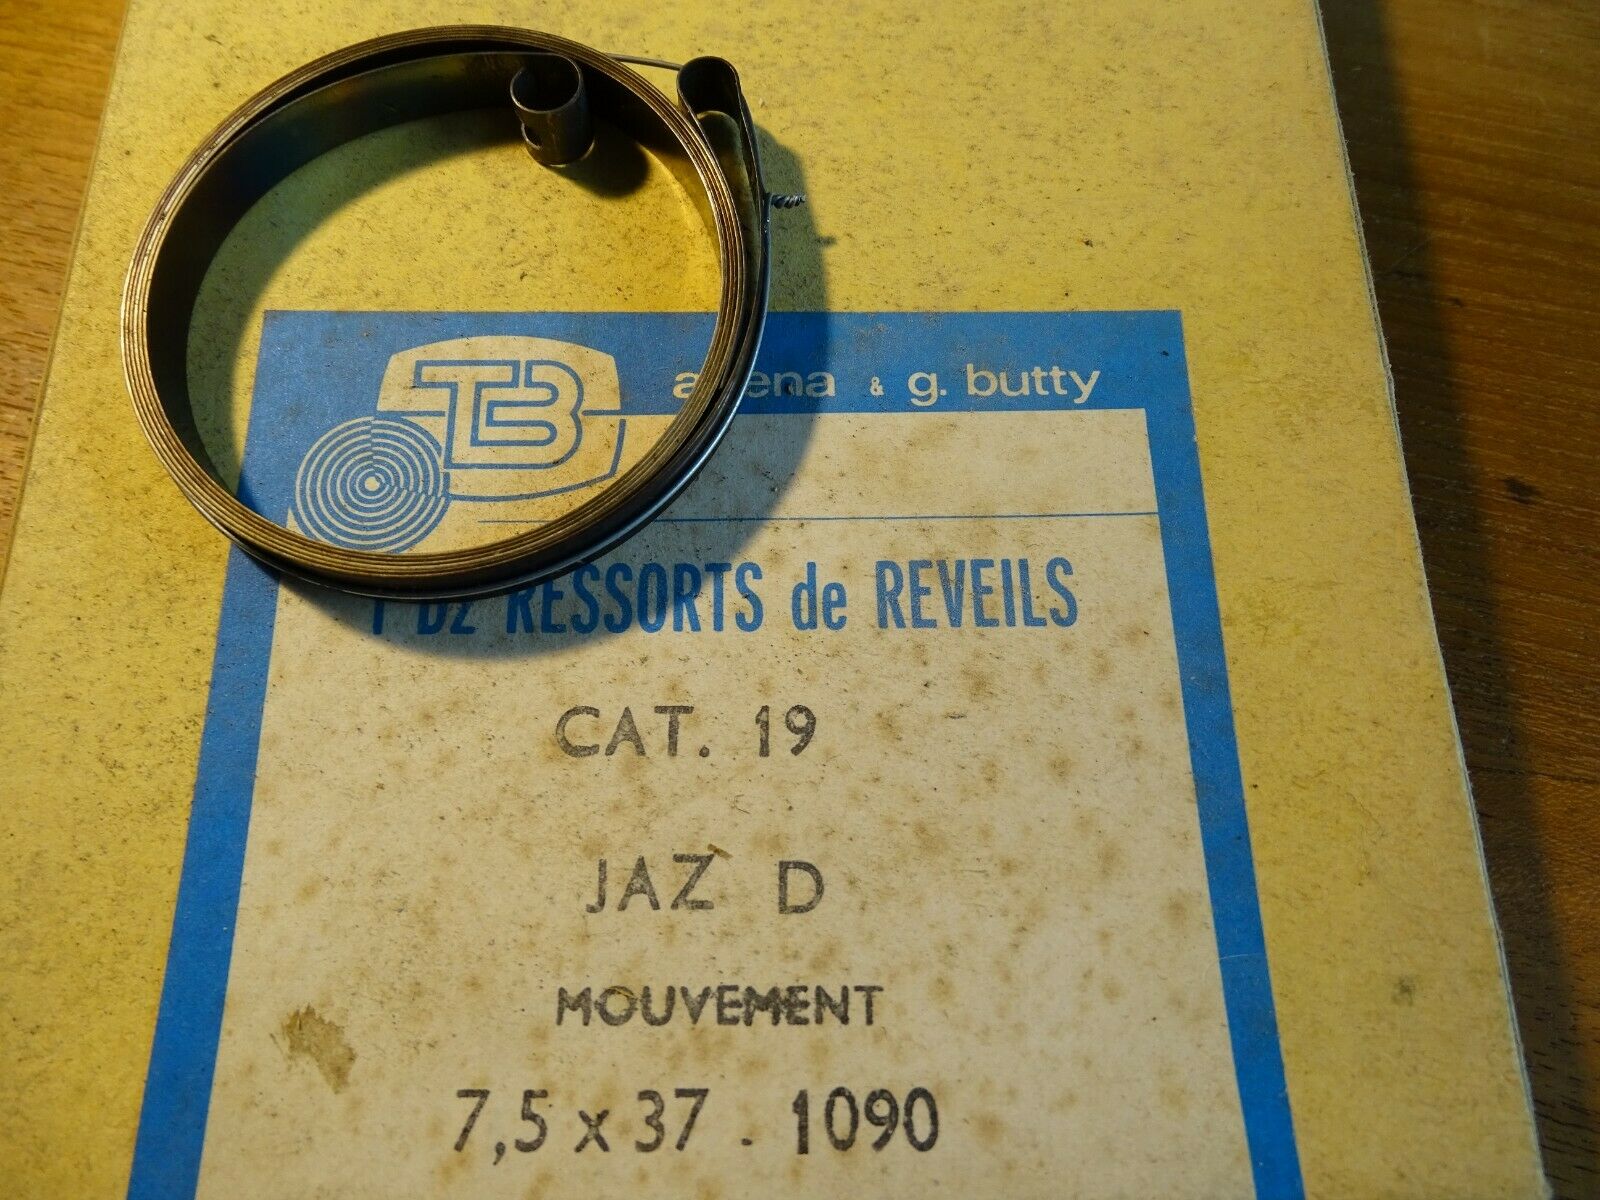 TB
& g. butty
RESSORTS de REVEILS
CAT. 19
JAZ D
MOUVEMENT
7,5 x 37 . 1090